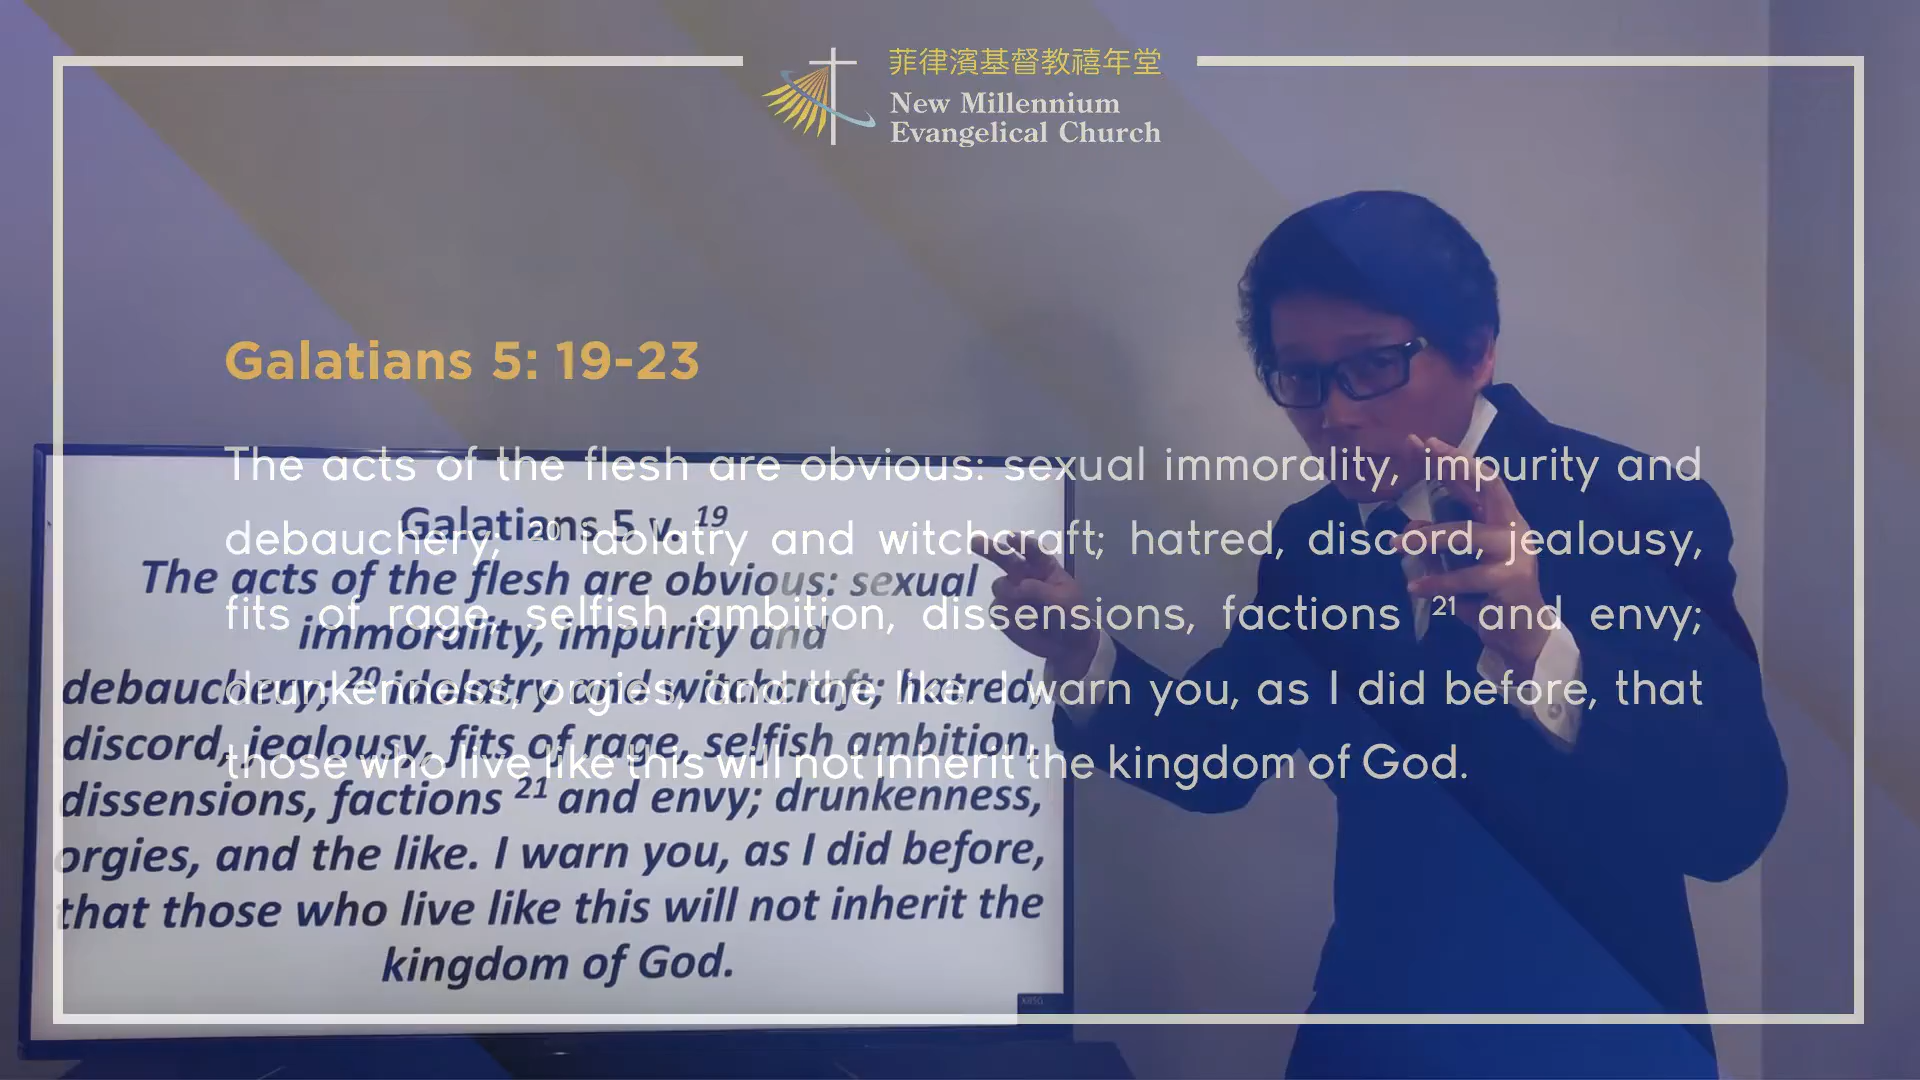 菲律濱基督教禧年堂
New Millennium
Evangelical Church
Galatians 5: 19-23
The acts of the flesh are obvious: sexual immorality, impurity and
debauchery; 20 idolatry and witchcraft; hatred, discord, jealousy,
fits of rage, selfish ambition, dissensions, factions 21 and envy;
drunkenness, orgies, and the like. I warn you, as I did before, that
those who live like this will not inherit the kingdom of God.
Galatians 5 v. 19
The acts of the flesh are obvious: sexual
immorality, impurity and
debauchery; 20 idolatry and witchcraft; hatred,
discord, jealousy, fits of rage, selfish ambition,
dissensions, factions 21 and envy; drunkenness,
orgies, and the like. I warn you, as I did before,
that those who live like this will not inherit the
kingdom of God.